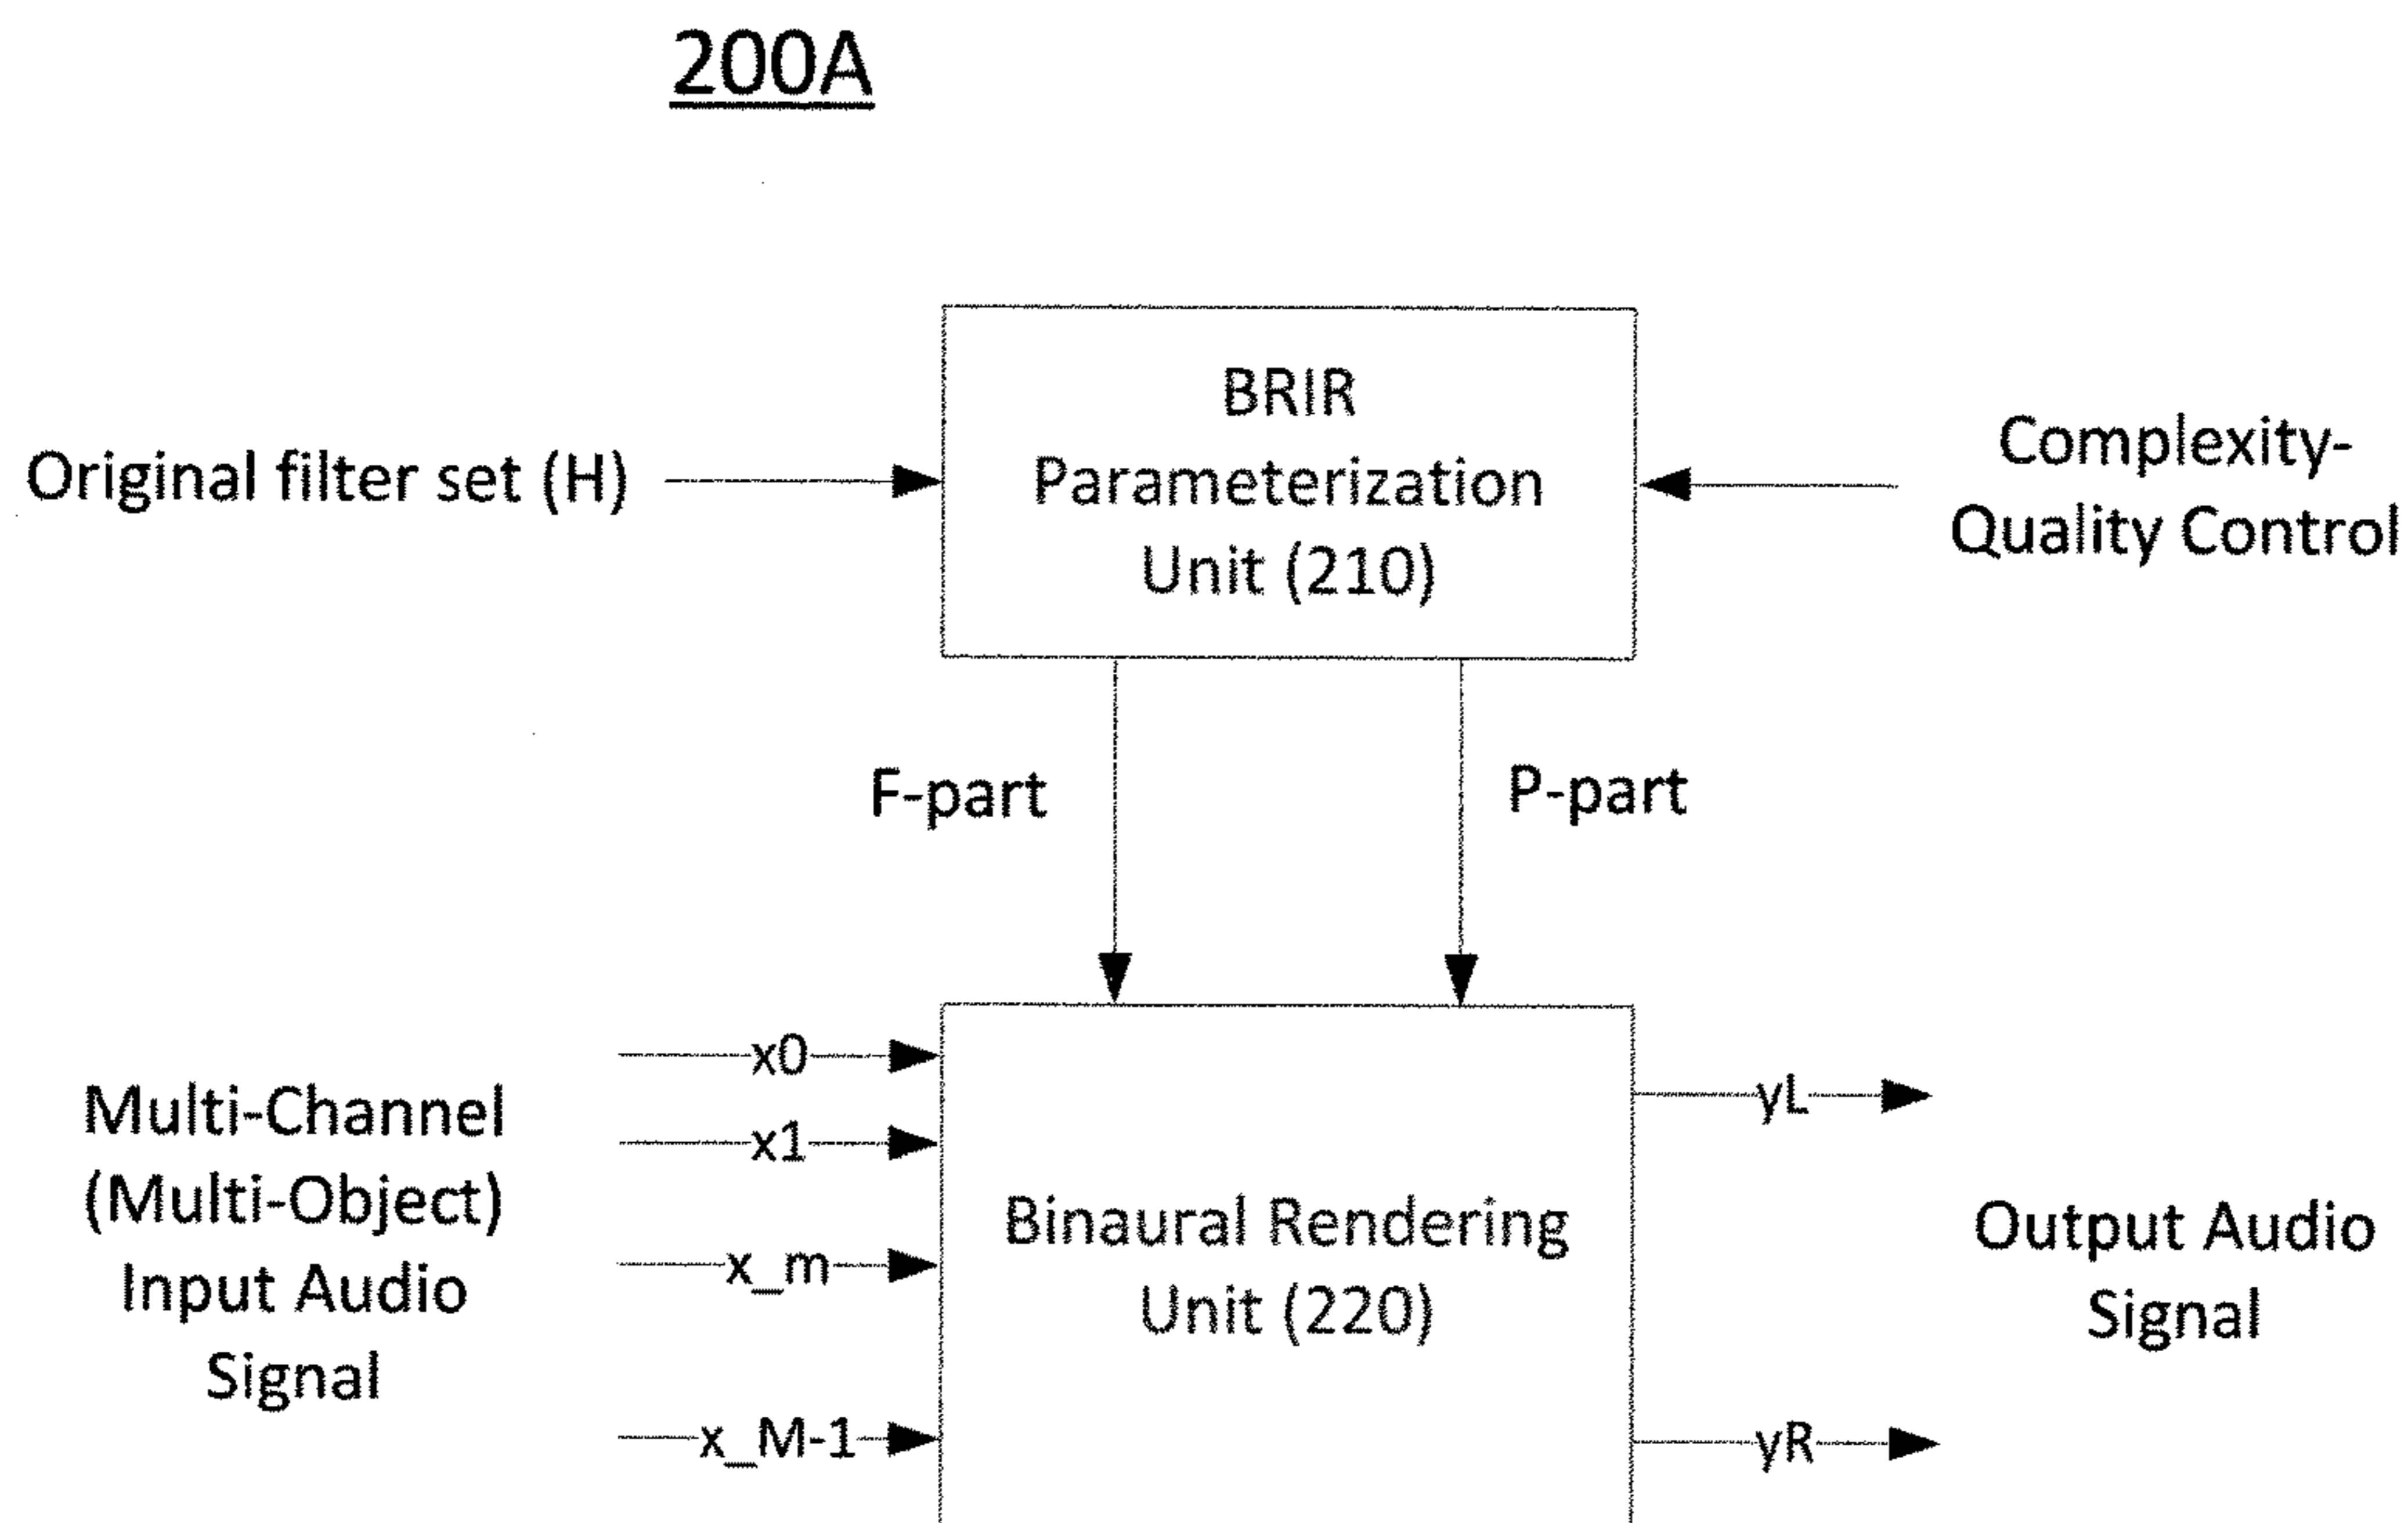 200A
BRIR
Parameterization
Unit (210)
Original filter set (H)
Complexity-
Quality Control
F-part
P-part
Multi-Channel
(Multi-Object)
Input Audio
Signal
x0
x1
x_m
x_M-1
Binaural Rendering
Unit (220)
yL
yR
Output Audio
Signal